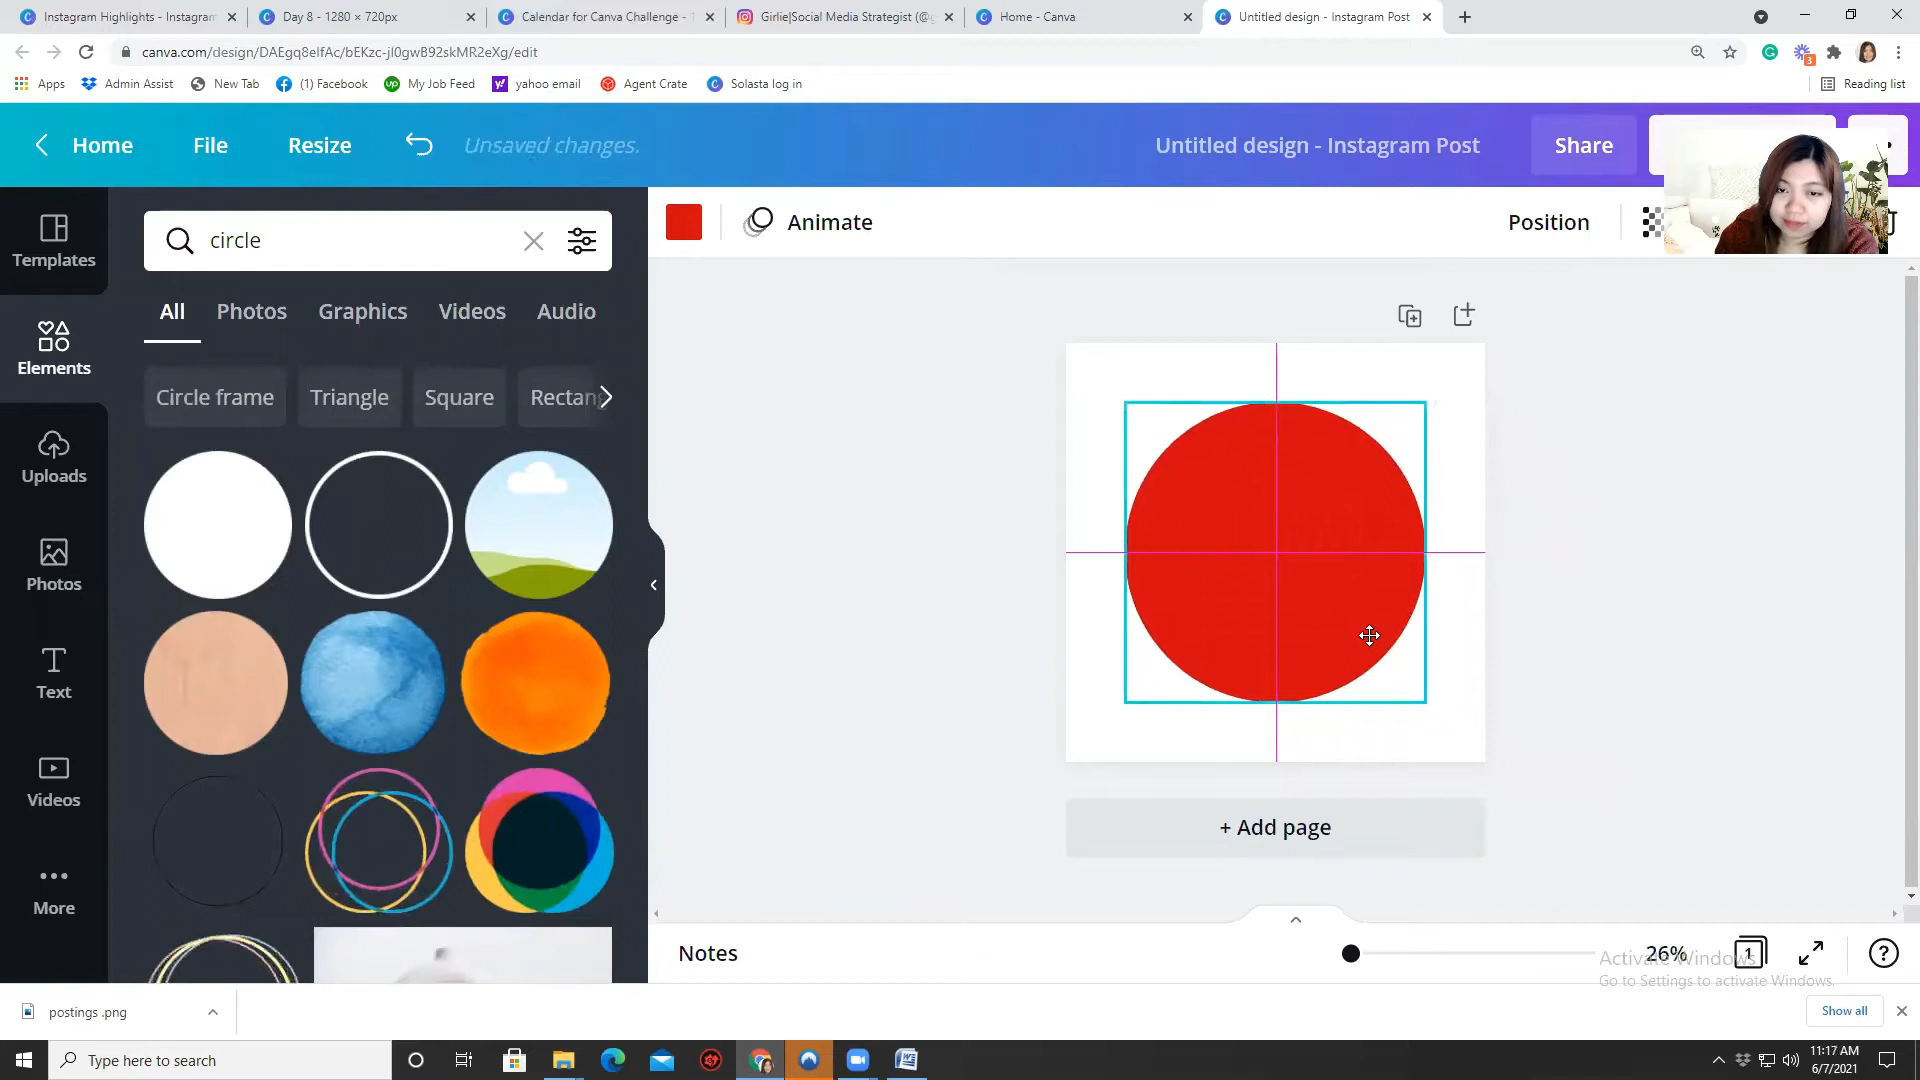 Instagram Highlights - Instagram
Day 8 - 1280 × 720px
Calendar for Canva Challenge - 1
Girlie|Social Media Strategist (@g
Home - Canva
Untitled design - Instagram Post
canva.com/design/DAEgq8elfAc/bEKzc-jI0gwB92skMR2eXg/edit
Apps
Admin Assist
New Tab
(1) Facebook
My Job Feed
yahoo email
Agent Crate
Solasta log in
Reading list
Home
File
Resize
Unsaved changes.
Untitled design - Instagram Post
Share
Templates
Elements
Uploads
Photos
Text
Videos
More
circle
All
Photos
Graphics
Videos
Audio
Circle frame
Triangle
Square
Rectang
Animate
Position
+ Add page
Notes
26%
1
Activate Windows
Go to Settings to activate Windows.
postings .png
Show all
Type here to search
11:17 AM
6/7/2021